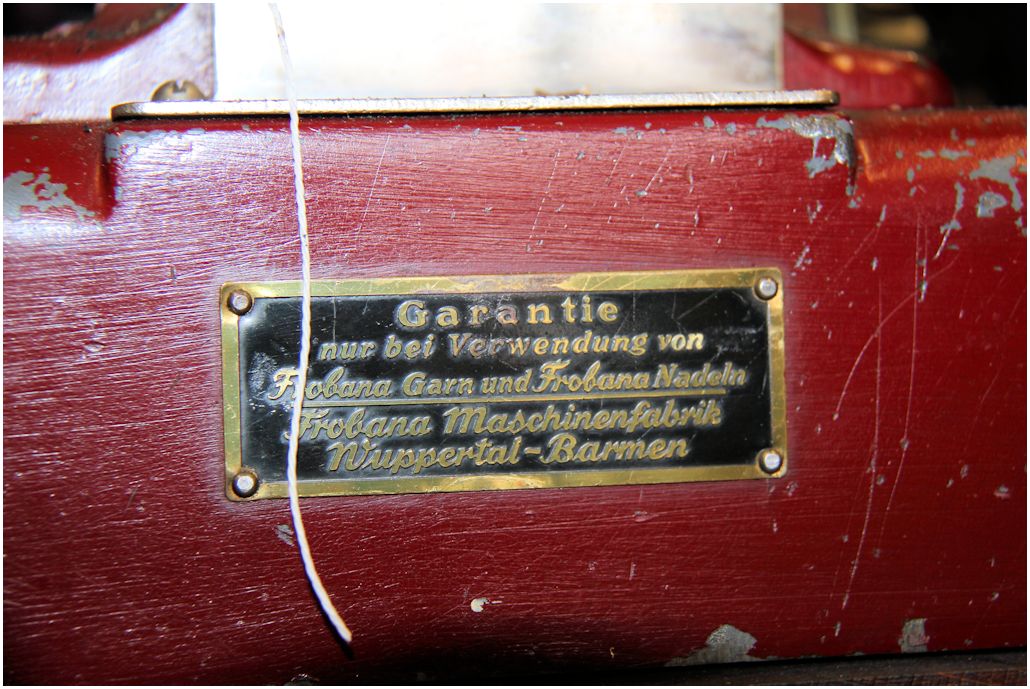 Garantie
nur bei Verwendung von
Frobana Garn und Frobana Nadeln
Frobana Maschinenfabrik
Wuppertal-Barmen